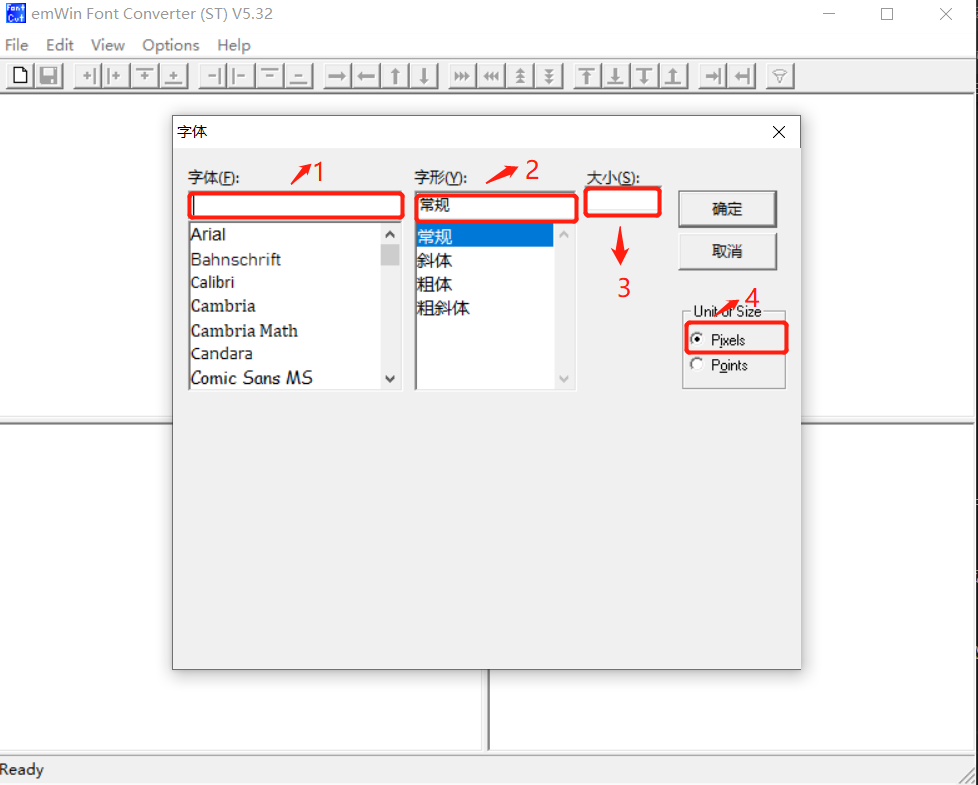 Font
Cvt
emWin Font Converter (ST) V5.32
File Edit View Options Help
字体
字体(F): 1 字形(Y): 2 大小(S):
常规
确定
Arial 常规
Bahnschrift 斜体 取消
Calibri 粗体 3
Cambria 粗斜体 4
Unit of Size
Cambria Math Pixels
Candara Points
Comic Sans MS
Ready